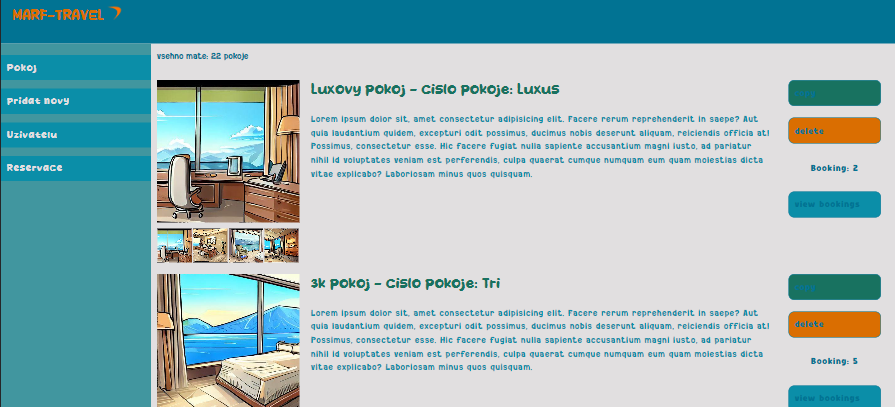 MARF-TRAVEL
Pokoj
Pridat Novy
Uzivatelu
Reservace
vsehno mate: 22 pokoje
Luxovy Pokoj - Cislo Pokoje: Luxus
Lorem ipsum dolor sit, amet consectetur adipisicing elit. Facere rerum reprehenderit in saepe? Aut
quia laudantium quidem, excepturi odit possimus, ducimus nobis deserunt aliquam, reiciendis officia at!
Possimus, consectetur esse. Hic facere fugiat nulla sapiente accusantium magni iusto, ad pariatur
nihil id voluptates veniam est perferendis, culpa quaerat cumque numquam eum quam molestias dicta
vitae explicabo? Laboriosam minus quos quisquam.
delete
Booking: 2
view bookings
3k Pokoj - Cislo Pokoje: Tri
Lorem ipsum dolor sit, amet consectetur adipisicing elit. Facere rerum reprehenderit in saepe? Aut
quia laudantium quidem, excepturi odit possimus, ducimus nobis deserunt aliquam, reiciendis officia at!
Possimus, consectetur esse. Hic facere fugiat nulla sapiente accusantium magni iusto, ad pariatur
nihil id voluptates veniam est perferendis, culpa quaerat cumque numquam eum quam molestias dicta
vitae explicabo? Laboriosam minus quos quisquam.
delete
Booking: 5
view bookings